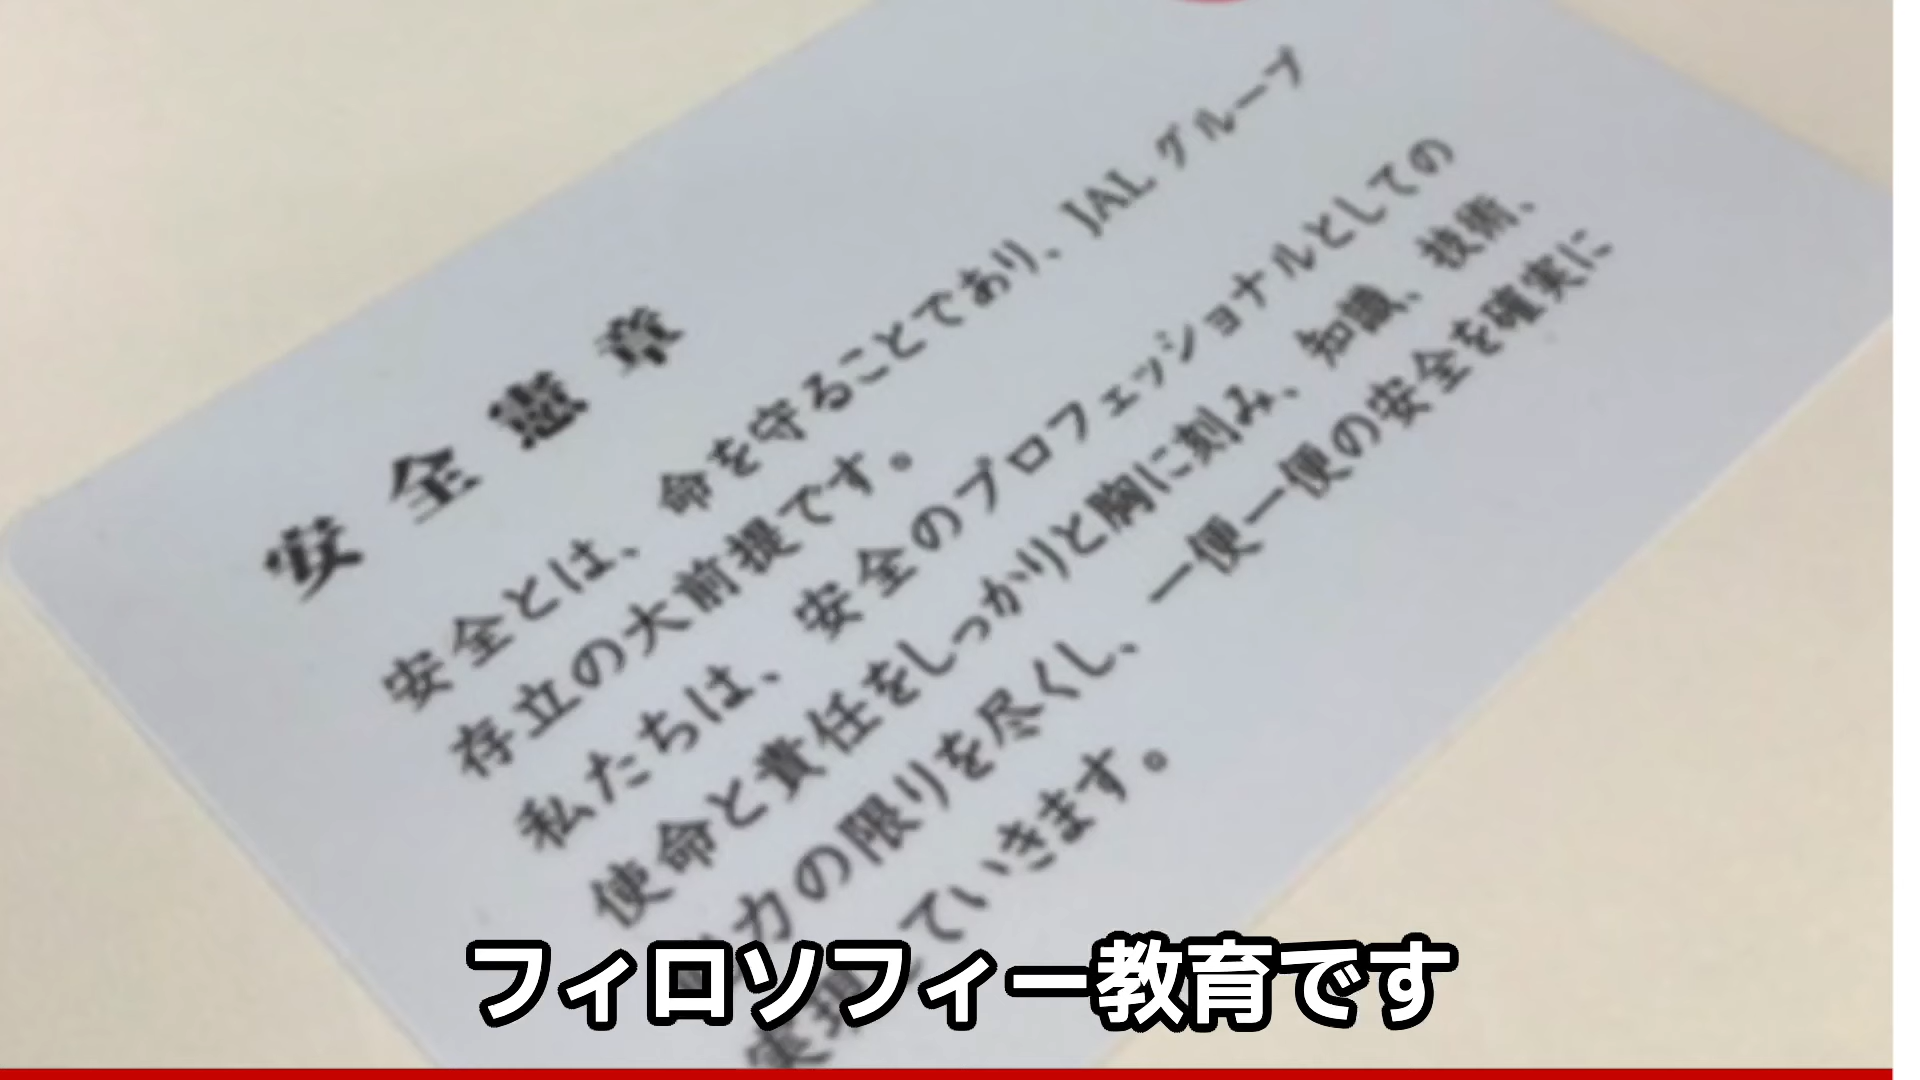 安全憲章
安全とは、命を守ることであり、JALグループ
存立の大前提です。
私たちは、安全のプロフェッショナルとしての
使命と責任をしっかりと胸に刻み、知識、技術、
力の限りを尽くし、一便一便の安全を確実に
実現していきます。
フィロソフィー教育です